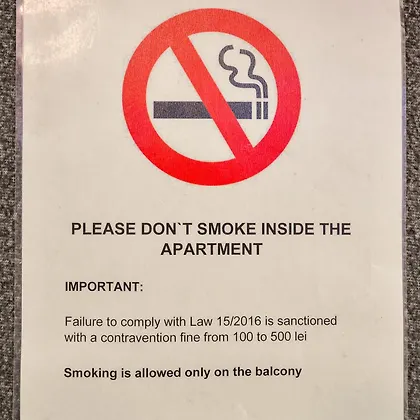 PLEASE DON`T SMOKE INSIDE THE
APARTMENT
IMPORTANT:
Failure to comply with Law 15/2016 is sanctioned
with a contravention fine from 100 to 500 lei
Smoking is allowed only on the balcony